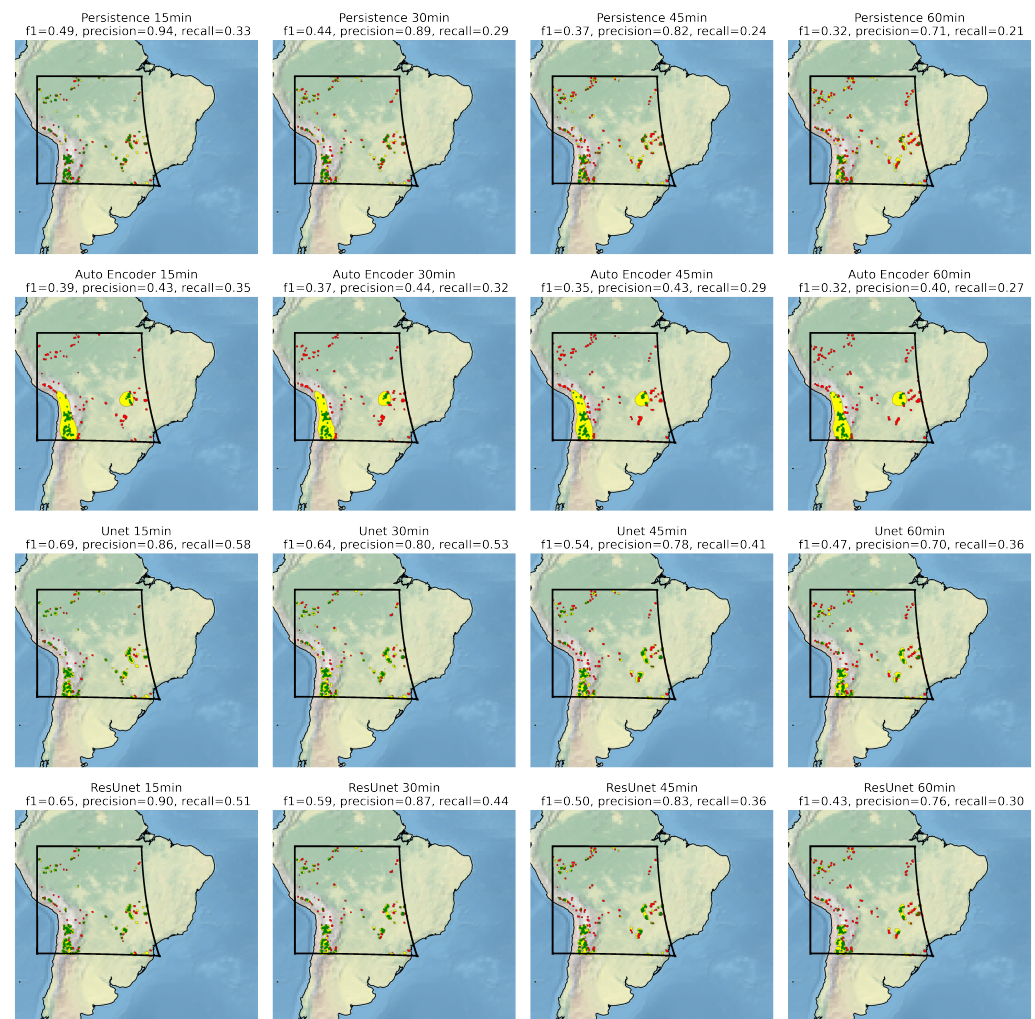 Persistence 15min
f1=0.49, precision=0.94, recall=0.33
Persistence 30min
f1=0.44, precision=0.89, recall=0.29
Persistence 45min
f1=0.37, precision=0.82, recall=0.24
Persistence 60min
f1=0.32, precision=0.71, recall=0.21
Auto Encoder 15min
f1=0.39, precision=0.43, recall=0.35
Auto Encoder 30min
f1=0.37, precision=0.44, recall=0.32
Auto Encoder 45min
f1=0.35, precision=0.43, recall=0.29
Auto Encoder 60min
f1=0.32, precision=0.40, recall=0.27
Unet 15min
f1=0.69, precision=0.86, recall=0.58
Unet 30min
f1=0.64, precision=0.80, recall=0.53
Unet 45min
f1=0.54, precision=0.78, recall=0.41
Unet 60min
f1=0.47, precision=0.70, recall=0.36
ResUnet 15min
f1=0.65, precision=0.90, recall=0.51
ResUnet 30min
f1=0.59, precision=0.87, recall=0.44
ResUnet 45min
f1=0.50, precision=0.83, recall=0.36
ResUnet 60min
f1=0.43, precision=0.76, recall=0.30